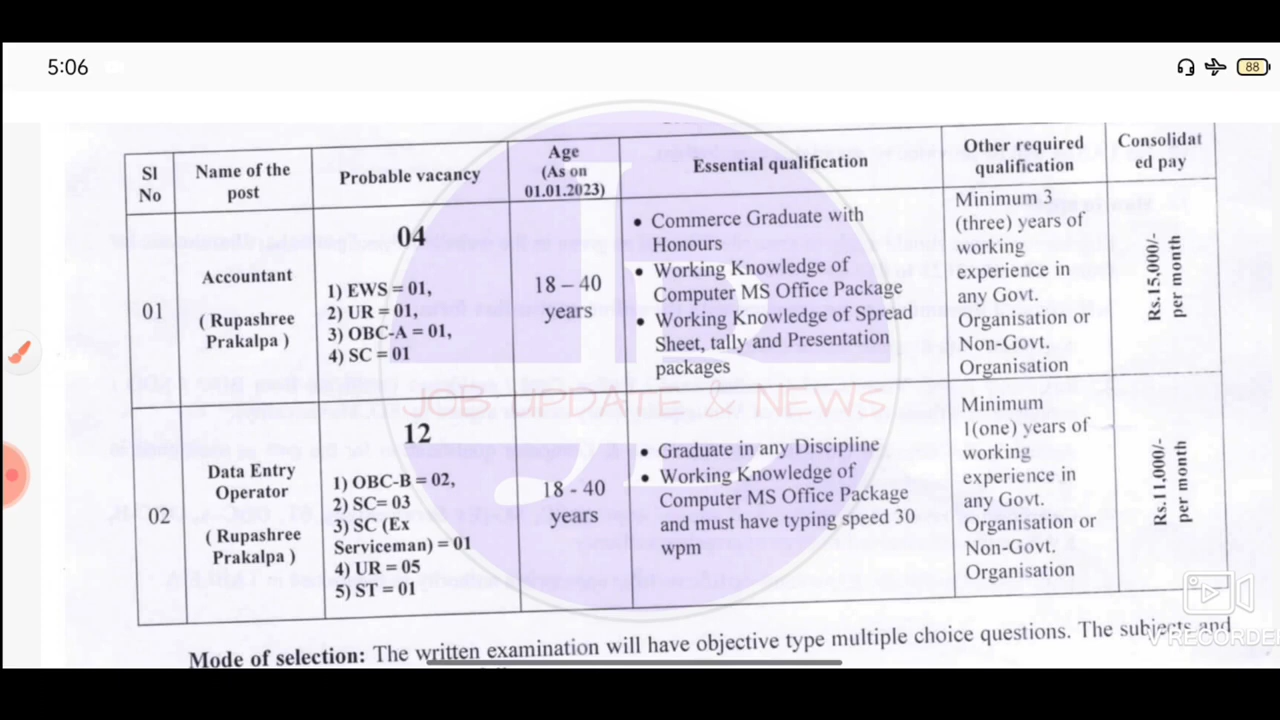 5:06
88
Sl No
Name of the post
Probable vacancy
Age
(As on
01.01.2023)
Essential qualification
Other required
qualification
Consolidat
ed pay
01
Accountant
( Rupashree
Prakalpa )
04
1) EWS = 01,
2) UR = 01,
3) OBC-A = 01,
4) SC = 01
18 – 40
years
• Commerce Graduate with
Honours
• Working Knowledge of
Computer MS Office Package
• Working Knowledge of Spread
Sheet, tally and Presentation
packages
Minimum 3
(three) years of
working
experience in
any Govt.
Organisation or
Non-Govt.
Organisation
Rs.15,000/-
per month
JOB UPDATE & NEWS
02
Data Entry
Operator
( Rupashree
Prakalpa )
12
1) OBC-B = 02,
2) SC= 03
3) SC (Ex
Serviceman) = 01
4) UR = 05
5) ST = 01
18 - 40
years
• Graduate in any Discipline
• Working Knowledge of
Computer MS Office Package
and must have typing speed 30
wpm
Minimum
1(one) years of
working
experience in
any Govt.
Organisation or
Non-Govt.
Organisation
Rs.11,000/-
per month
Mode of selection: The written examination will have objective type multiple choice questions. The subjects and
V RECORDER